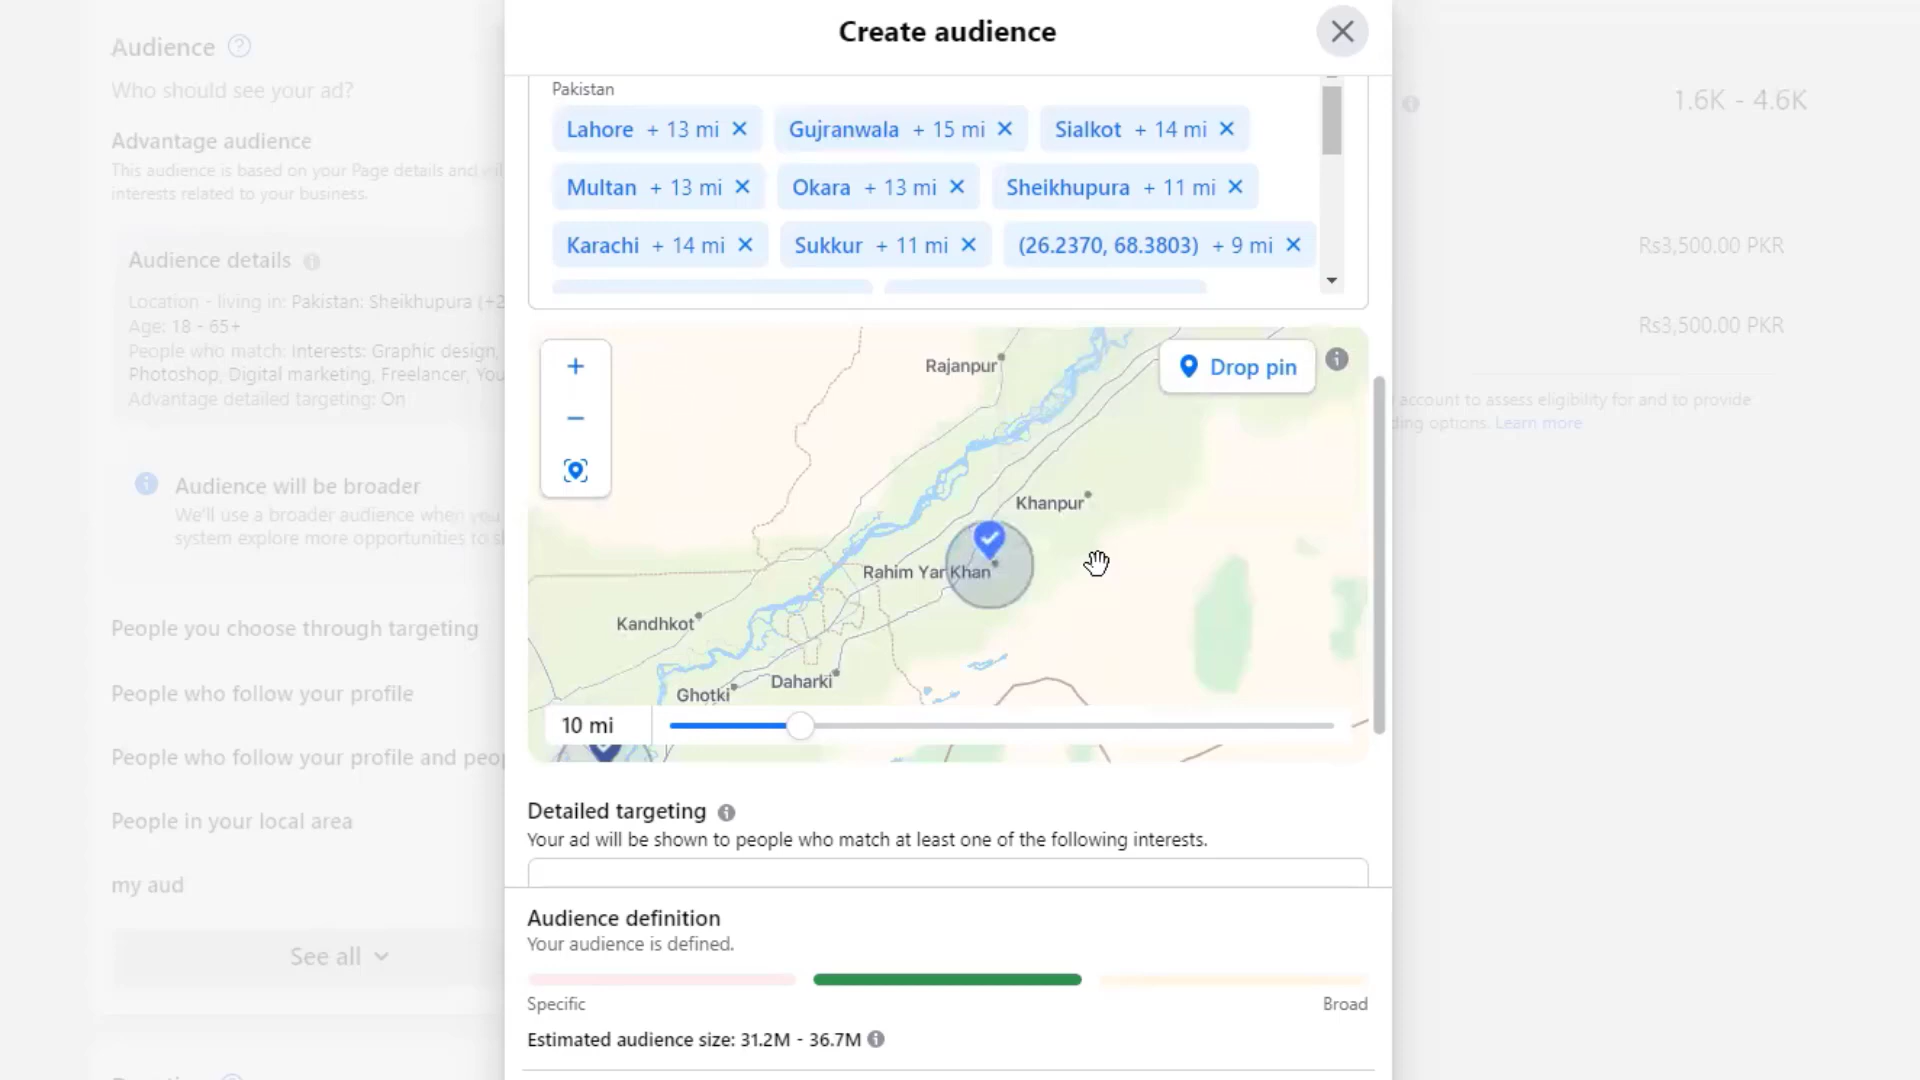 Create audience
Audience
Who should see your ad?
Advantage audience
This audience is based on your Page details and will
interests related to your business.
Audience details
Location - living in: Pakistan: Sheikhupura (+2
Age: 18 - 65+
People who match: Interests: Graphic design,
Photoshop, Digital marketing, Freelancer, You
Advantage detailed targeting: On
Audience will be broader
We'll use a broader audience when you
system explore more opportunities to s
People you choose through targeting
People who follow your profile
People who follow your profile and peop
People in your local area
my aud
See all
Pakistan
Lahore + 13 mi
Gujranwala + 15 mi
Sialkot + 14 mi
Multan + 13 mi
Okara + 13 mi
Sheikhupura + 11 mi
Karachi + 14 mi
Sukkur + 11 mi
(26.2370, 68.3803) + 9 mi
Drop pin
Rajanpur
Khanpur
Rahim Yar Khan
Kandhkot
Daharki
Ghotki
10 mi
Detailed targeting
Your ad will be shown to people who match at least one of the following interests.
Audience definition
Your audience is defined.
Specific
Broad
Estimated audience size: 31.2M - 36.7M
1.6K - 4.6K
Rs3,500.00 PKR
Rs3,500.00 PKR
account to assess eligibility for and to provide
ding options. Learn more